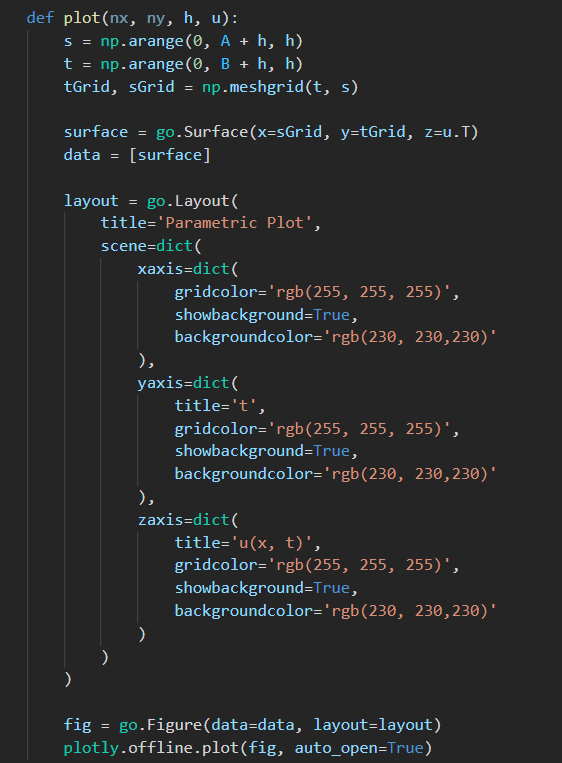 def plot(nx, ny, h, u):
    s = np.arange(0, A + h, h)
    t = np.arange(0, B + h, h)
    tGrid, sGrid = np.meshgrid(t, s)

    surface = go.Surface(x=sGrid, y=tGrid, z=u.T)
    data = [surface]

    layout = go.Layout(
        title='Parametric Plot',
        scene=dict(
            xaxis=dict(
                gridcolor='rgb(255, 255, 255)',
                showbackground=True,
                backgroundcolor='rgb(230, 230,230)'
            ),
            yaxis=dict(
                title='t',
                gridcolor='rgb(255, 255, 255)',
                showbackground=True,
                backgroundcolor='rgb(230, 230,230)'
            ),
            zaxis=dict(
                title='u(x, t)',
                gridcolor='rgb(255, 255, 255)',
                showbackground=True,
                backgroundcolor='rgb(230, 230,230)'
            )
        )
    )

    fig = go.Figure(data=data, layout=layout)
    plotly.offline.plot(fig, auto_open=True)